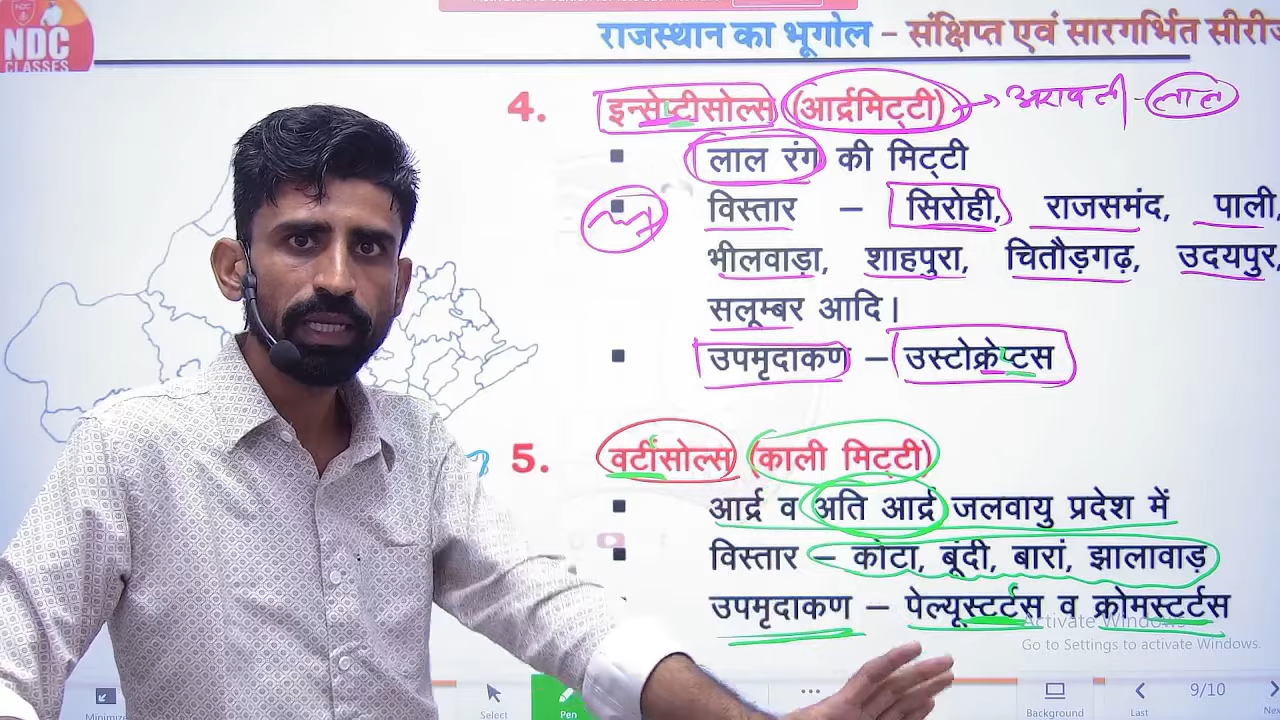 NDC
CLASSES
राजस्थान का भूगोल – संक्षिप्त एवं सारगर्भित सीरीज
4. इन्सेप्टीसोल्स (आर्द्रमिट्टी) → अरावली - लाल
लाल रंग की मिट्टी
विस्तार – सिरोही, राजसमंद, पाली,
भीलवाड़ा, शाहपुरा, चितौड़गढ़, उदयपुर,
सलूम्बर आदि।
उपमृदाकण – उस्टोक्रेप्टस
5. वर्टीसोल्स (काली मिट्टी)
आर्द्र व अति आर्द्र जलवायु प्रदेश में
विस्तार – कोटा, बूंदी, बारां, झालावाड़
उपमृदाकण – पेल्यूस्टर्टस व क्रोमस्टर्टस
Activate Windows
Go to Settings to activate Windows.
Minimize Select Pen Background Last 9/10